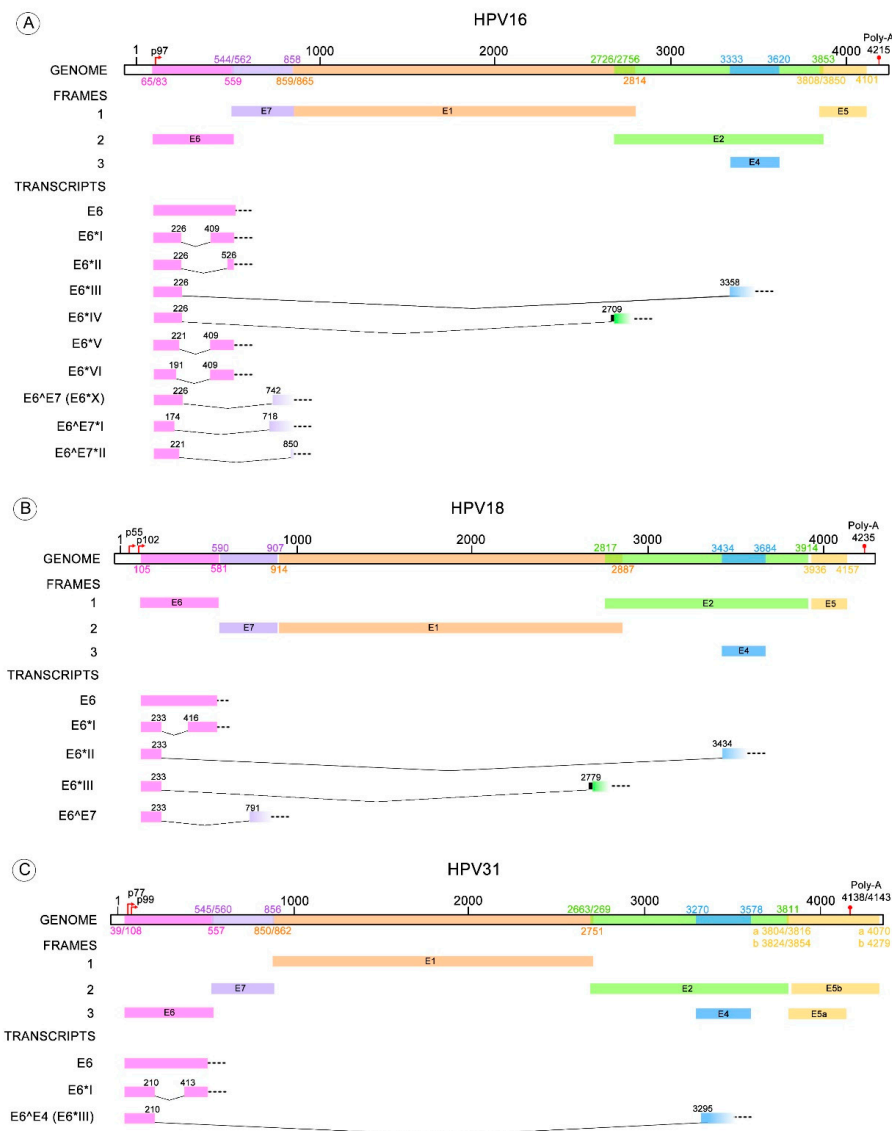 A
HPV16
p97
544/562 858 1000 2000 2726/2756 3000 3333 3620 3853 4000 Poly-A 4215
1
GENOME
65/83 559 859/865 2814 3808/3850 4101
FRAMES
1 E7 E1 E5
2 E6 E2
3 E4
TRANSCRIPTS
E6
E6*I 226 409
E6*II 226 526
E6*III 226 3358
E6*IV 226 2709
E6*V 221 409
E6*VI 191 409
E6^E7 (E6*X) 226 742
E6^E7*I 174 718
E6^E7*II 221 850
B
HPV18
p55
p102
1 590 907 1000 2000 2817 3000 3434 3684 3914 4000 Poly-A 4235
GENOME
105 581 914 2887 3936 4157
FRAMES
1 E6 E2 E5
2 E7 E1
3 E4
TRANSCRIPTS
E6
E6*I 233 416
E6*II 233 3434
E6*III 233 2779
E6^E7 233 791
C
HPV31
p77
p99
1 545/560 856 1000 2000 2663/269 3000 3270 3578 3811 4000 Poly-A 4138/4143
GENOME
39/108 557 850/862 2751 a 3804/3816 a 4070
b 3824/3854 b 4279
FRAMES
1 E1
2 E7 E2 E5b
3 E6 E4 E5a
TRANSCRIPTS
E6
E6*I 210 413
E6^E4 (E6*III) 210 3295